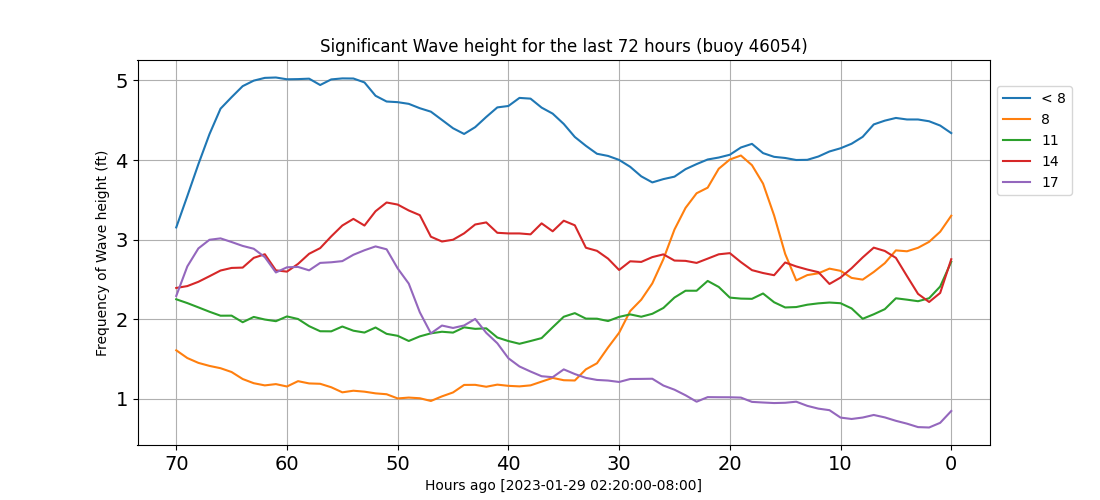 Significant Wave height for the last 72 hours (buoy 46054)
Frequency of Wave height (ft)
5
4
3
2
1
70 60 50 40 30 20 10 0
Hours ago [2023-01-29 02:20:00-08:00]
< 8
8
11
14
17